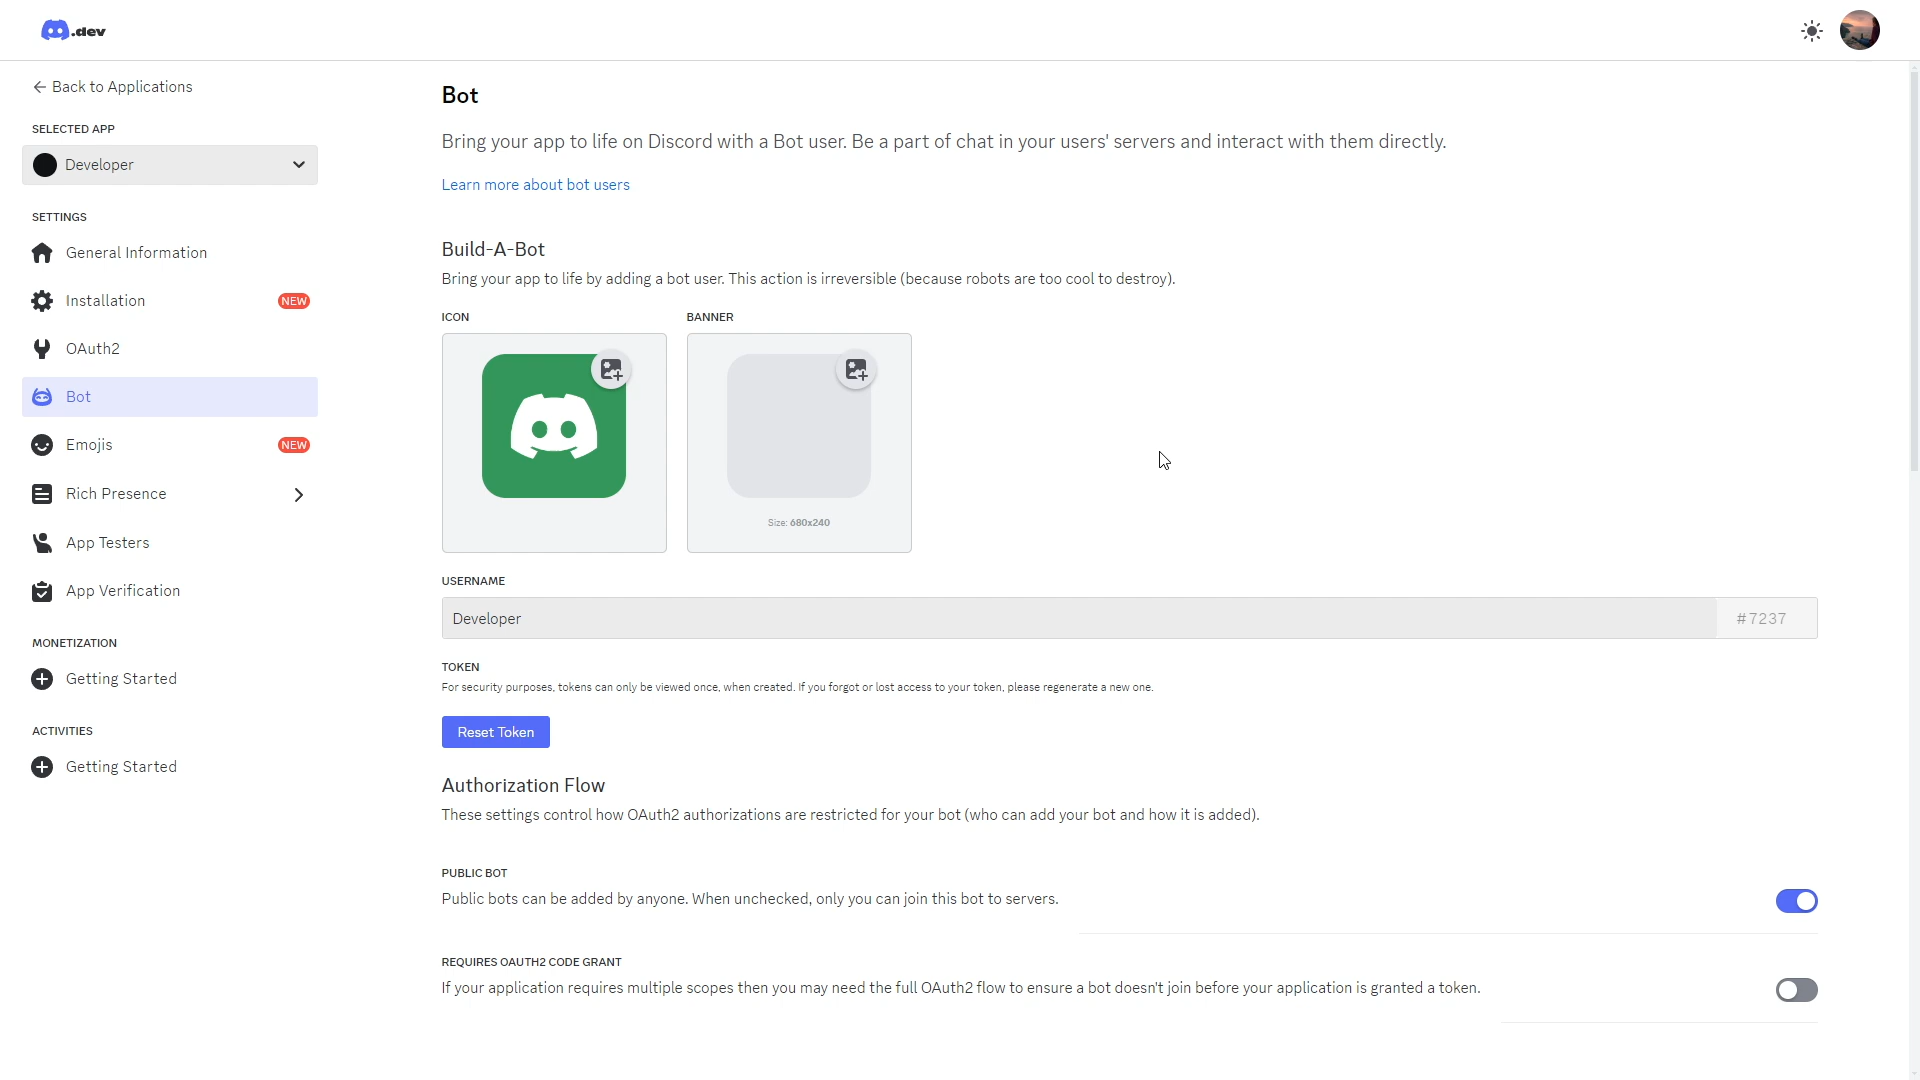 .dev
Back to Applications
SELECTED APP
Developer
SETTINGS
General Information
Installation NEW
OAuth2
Bot
Emojis NEW
Rich Presence
App Testers
App Verification
MONETIZATION
Getting Started
ACTIVITIES
Getting Started
Bot
Bring your app to life on Discord with a Bot user. Be a part of chat in your users' servers and interact with them directly.
Learn more about bot users
Build-A-Bot
Bring your app to life by adding a bot user. This action is irreversible (because robots are too cool to destroy).
ICON BANNER
Size: 680x240
USERNAME
Developer #7237
TOKEN
For security purposes, tokens can only be viewed once, when created. If you forgot or lost access to your token, please regenerate a new one.
Reset Token
Authorization Flow
These settings control how OAuth2 authorizations are restricted for your bot (who can add your bot and how it is added).
PUBLIC BOT
Public bots can be added by anyone. When unchecked, only you can join this bot to servers.
REQUIRES OAUTH2 CODE GRANT
If your application requires multiple scopes then you may need the full OAuth2 flow to ensure a bot doesn't join before your application is granted a token.